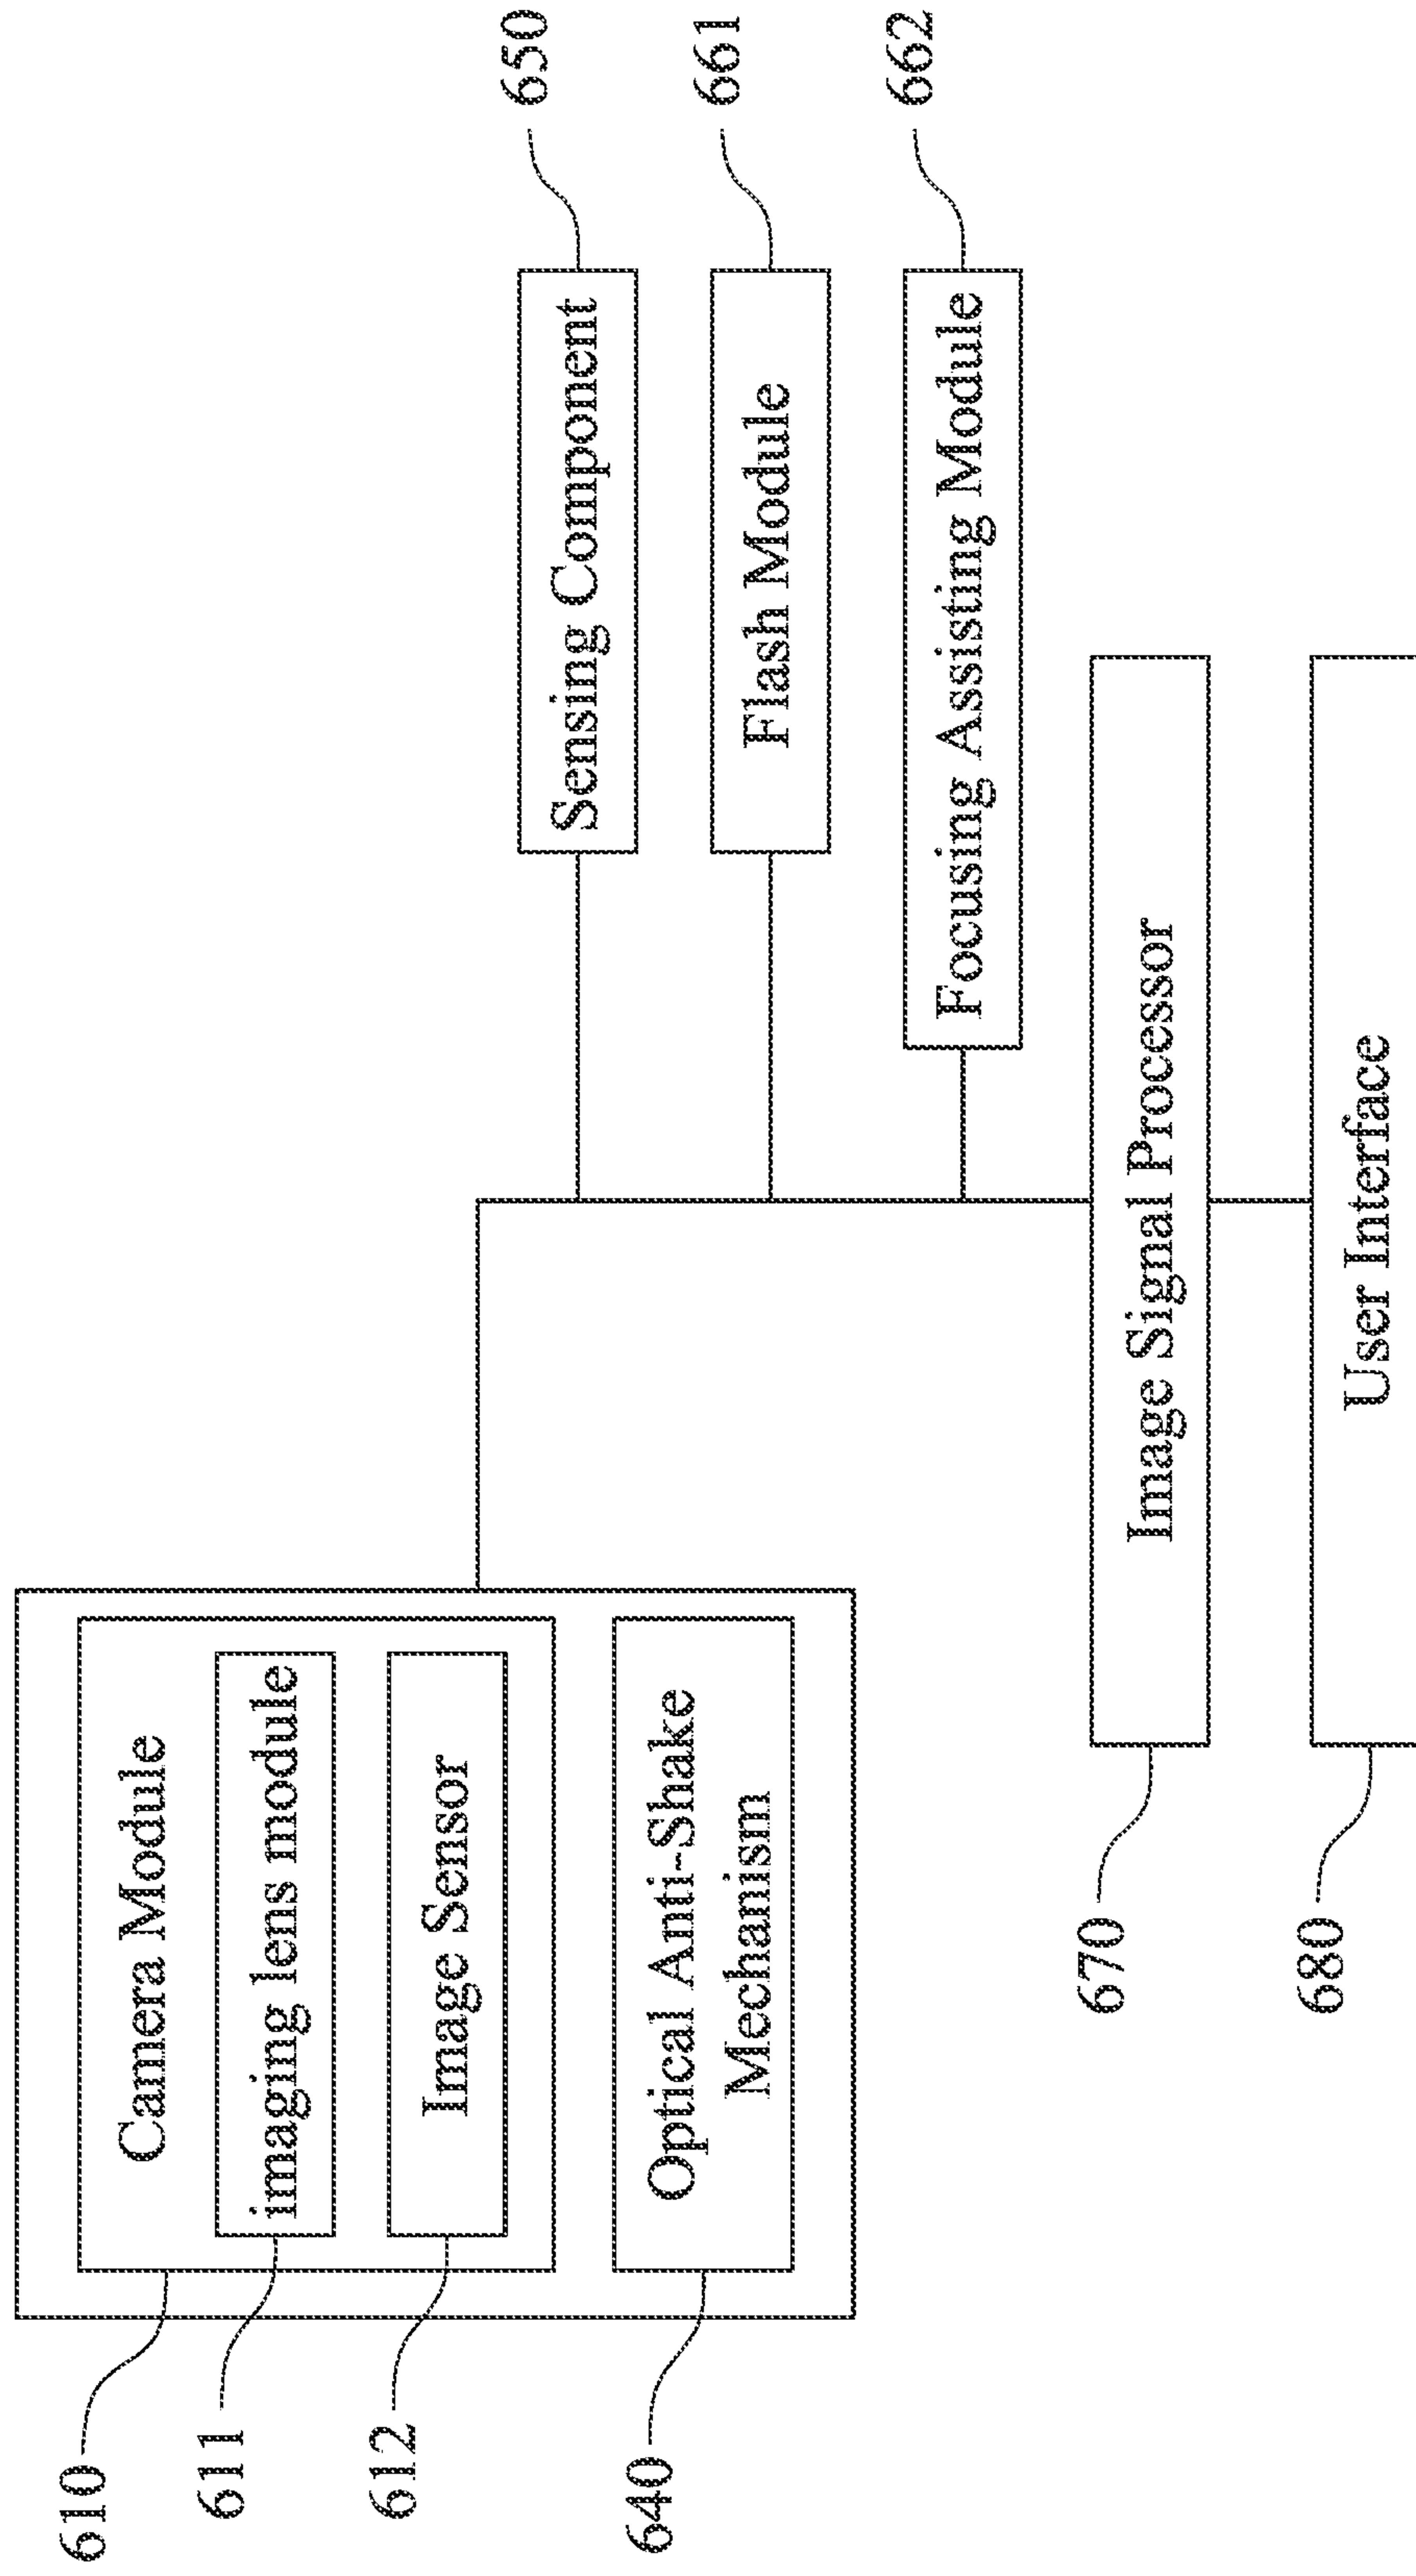 610
Camera Module
611
imaging lens module
612
Image Sensor
640
Optical Anti-Shake
Mechanism
Sensing Component
650
Flash Module
661
Focusing Assisting Module
662
670
Image Signal Processor
680
User Interface